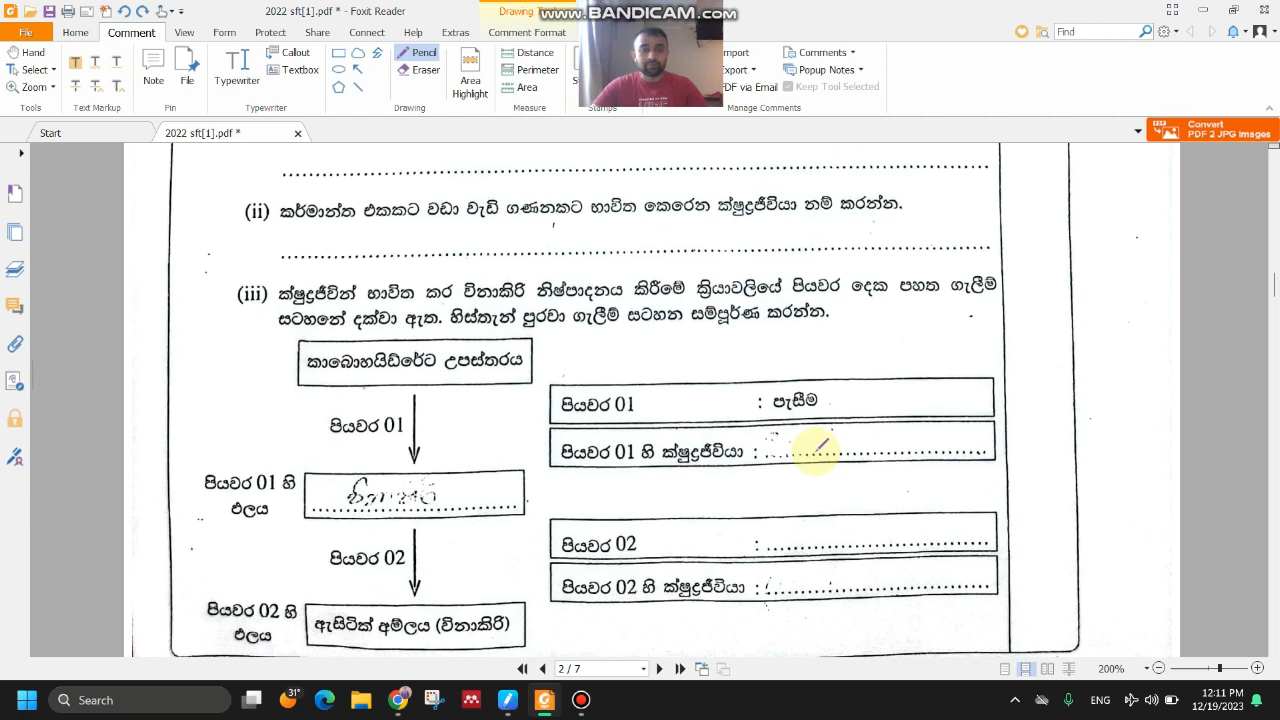 2022 sft[1].pdf * - Foxit Reader
www.BANDICAM.com
File Home Comment View Form Protect Share Connect Help Extras Comment Format
Find
Hand Select Zoom Tools
Text Markup
Note File Pin
Typewriter Callout Textbox Typewriter
Pencil Eraser Drawing
Area Highlight
Distance Perimeter Area Measure
Stamps
Comments Popup Notes Keep Tool Selected
Manage Comments
Start
2022 sft[1].pdf *
Convert
PDF 2 JPG Images
(ii) කර්මාන්ත එකකට වඩා වැඩි ගණනකට භාවිත කෙරෙන ක්ෂුද්‍රජීවියා නම් කරන්න.
(iii) ක්ෂුද්‍රජීවීන් භාවිත කර විනාකිරි නිෂ්පාදනය කිරීමේ ක්‍රියාවලියේ පියවර දෙක පහත ගැලීම්
සටහනේ දක්වා ඇත. හිස්තැන් පුරවා ගැලීම් සටහන සම්පූර්ණ කරන්න.
කාබොහයිඩ්රේට උපස්තරය
පියවර 01
පියවර 01 : පැසීම
පියවර 01 හි ක්ෂුද්‍රජීවියා :
පියවර 01 හි
ඵලය
පියවර 02
පියවර 02 :
පියවර 02 හි ක්ෂුද්‍රජීවියා :
පියවර 02 හි
ඵලය
ඇසිටික් අම්ලය (විනාකිරි)
2 / 7
200%
Search
31°
ENG
12:11 PM
12/19/2023